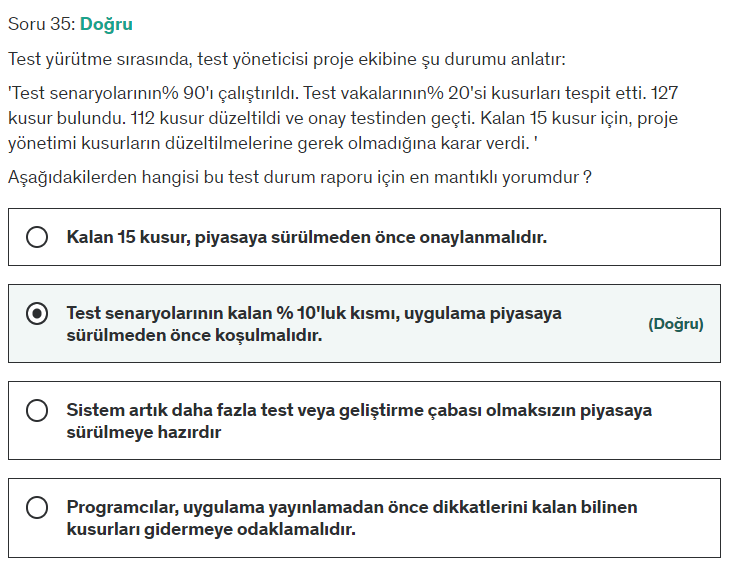 Soru 35: Doğru
Test yürütme sırasında, test yöneticisi proje ekibine şu durumu anlatır:
'Test senaryolarının% 90'ı çalıştırıldı. Test vakalarının% 20'si kusurları tespit etti. 127
kusur bulundu. 112 kusur düzeltildi ve onay testinden geçti. Kalan 15 kusur için, proje
yönetimi kusurların düzeltilmelerine gerek olmadığına karar verdi. '
Aşağıdakilerden hangisi bu test durum raporu için en mantıklı yorumdur ?
Kalan 15 kusur, piyasaya sürülmeden önce onaylanmalıdır.
Test senaryolarının kalan % 10'luk kısmı, uygulama piyasaya
sürülmeden önce koşulmalıdır.
(Doğru)
Sistem artık daha fazla test veya geliştirme çabası olmaksızın piyasaya
sürülmeye hazırdır
Programcılar, uygulama yayınlamadan önce dikkatlerini kalan bilinen
kusurları gidermeye odaklamalıdır.